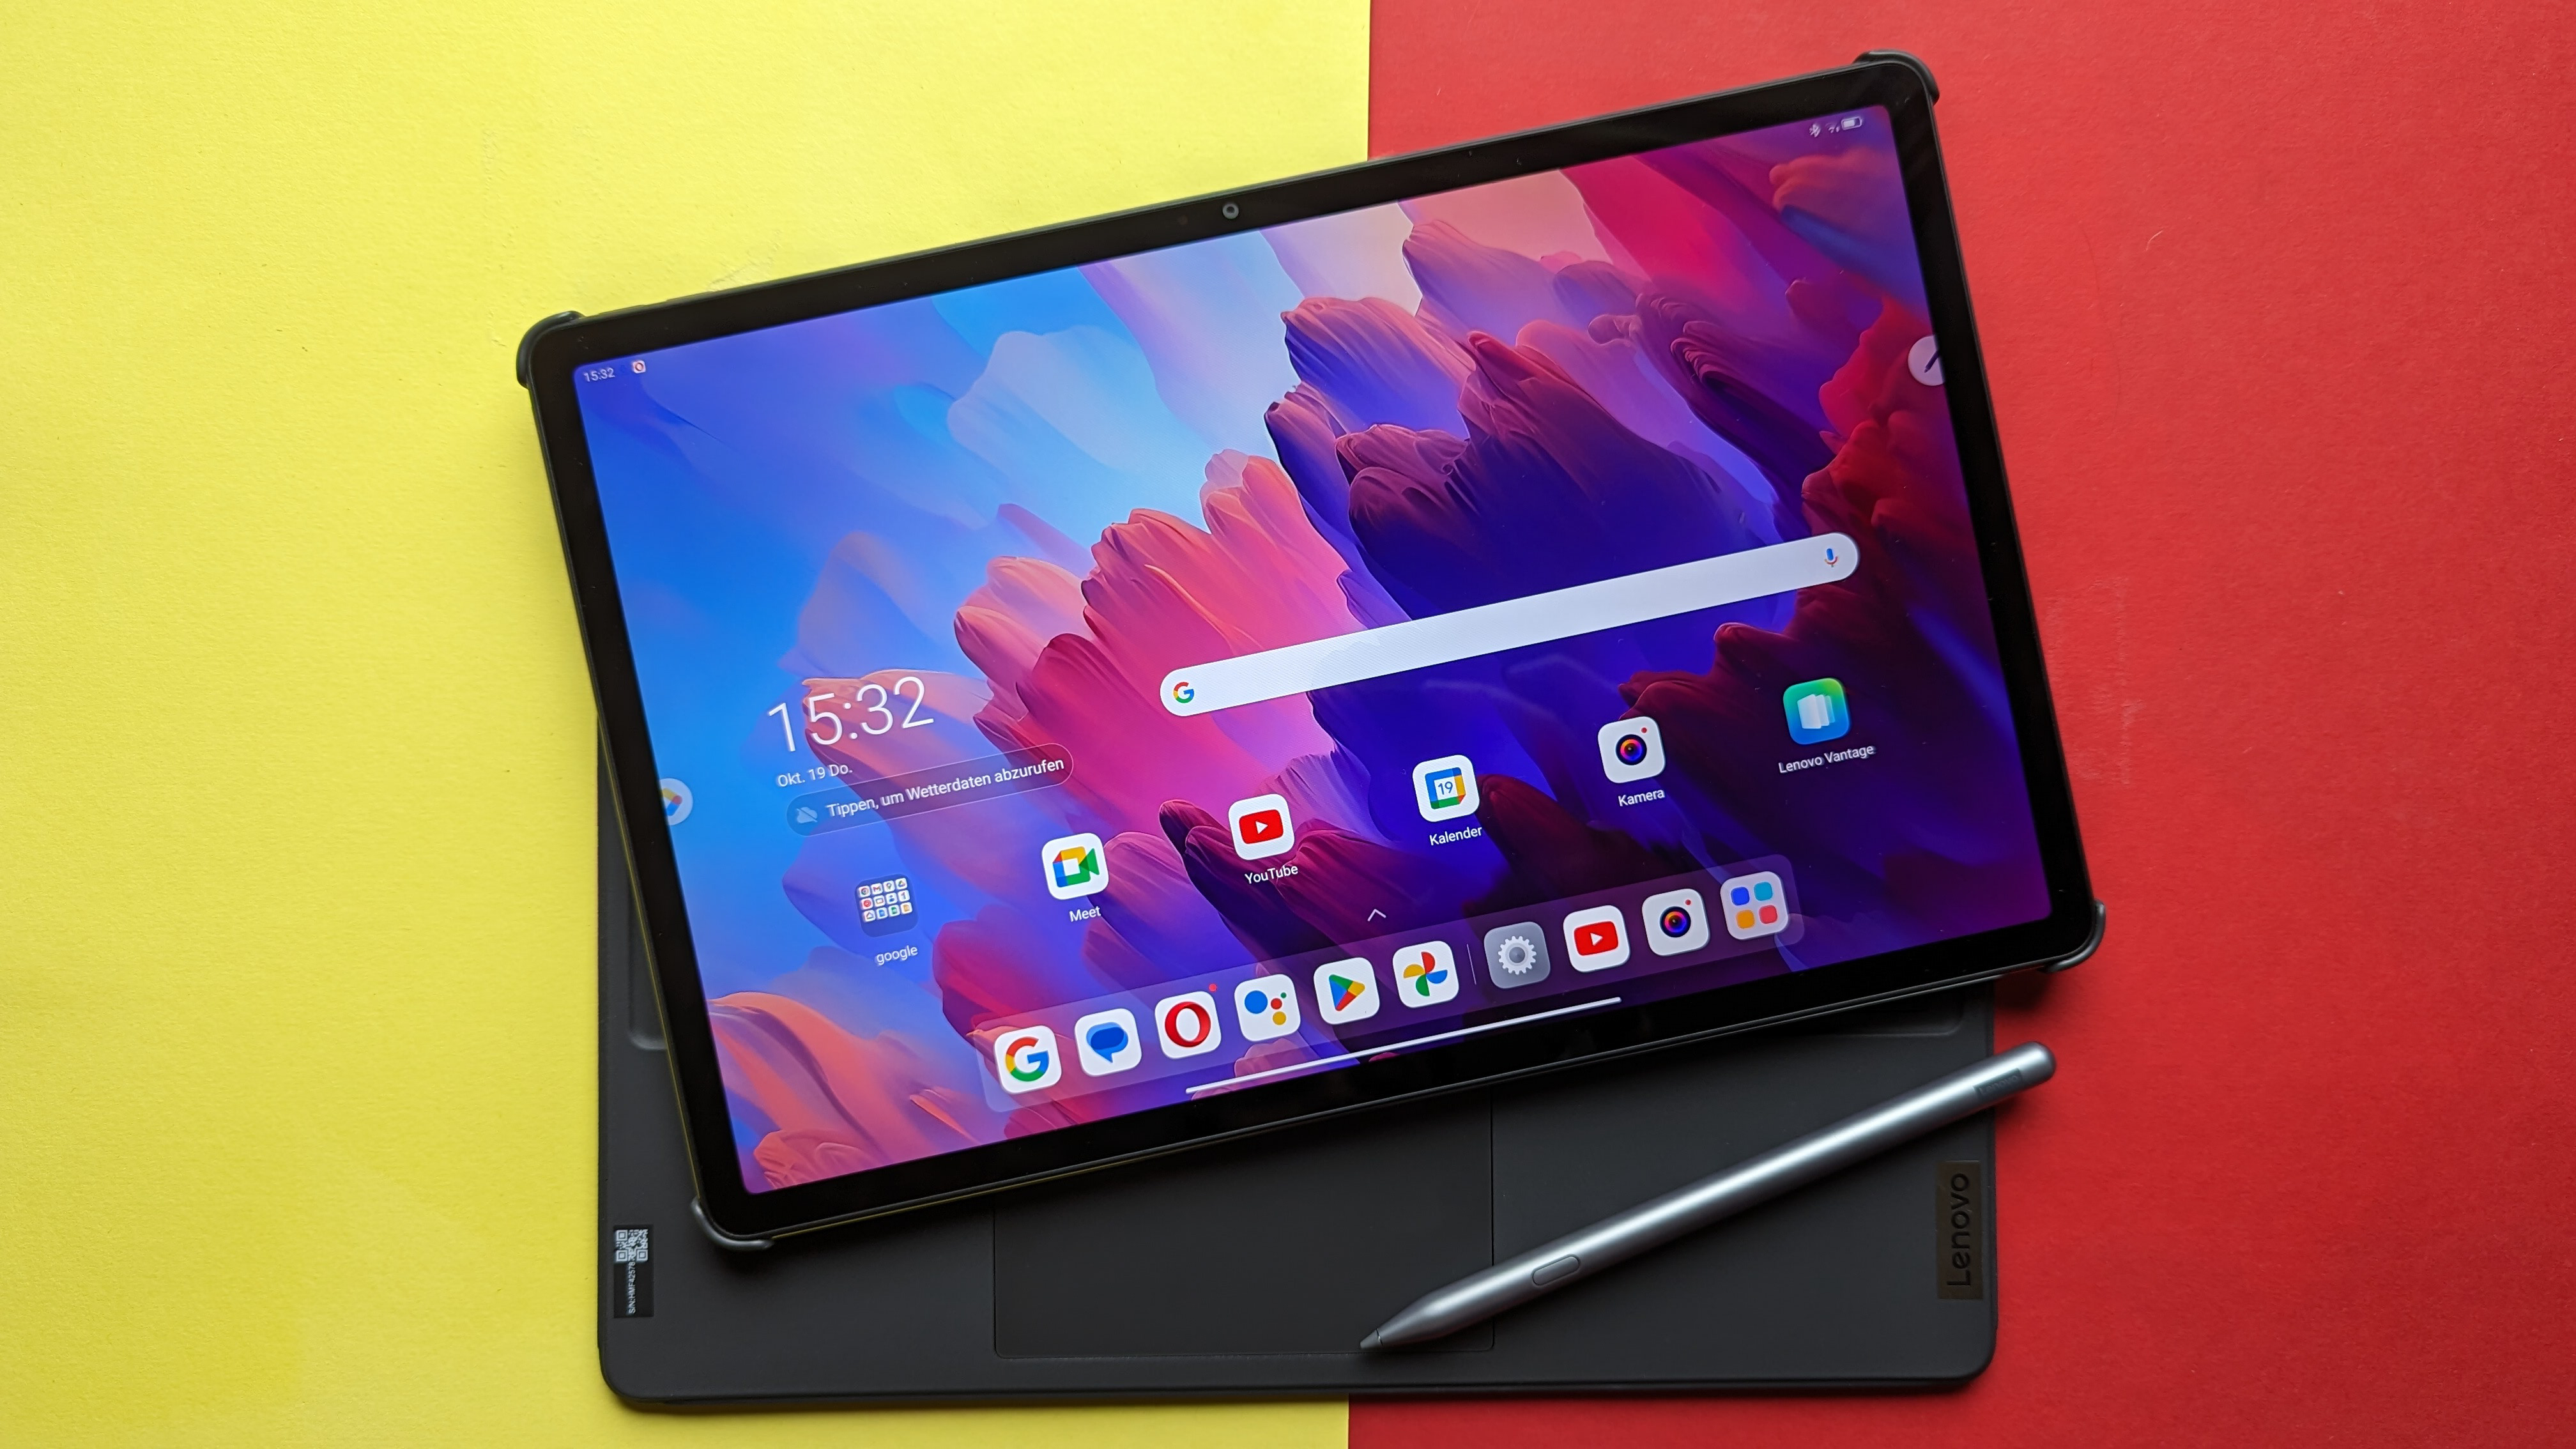 15:32
15:32
Okt. 19 Do.
Tippen, um Wetterdaten abzurufen
google
Meet
YouTube
19
Kalender
Kamera
Lenovo Vantage
Lenovo